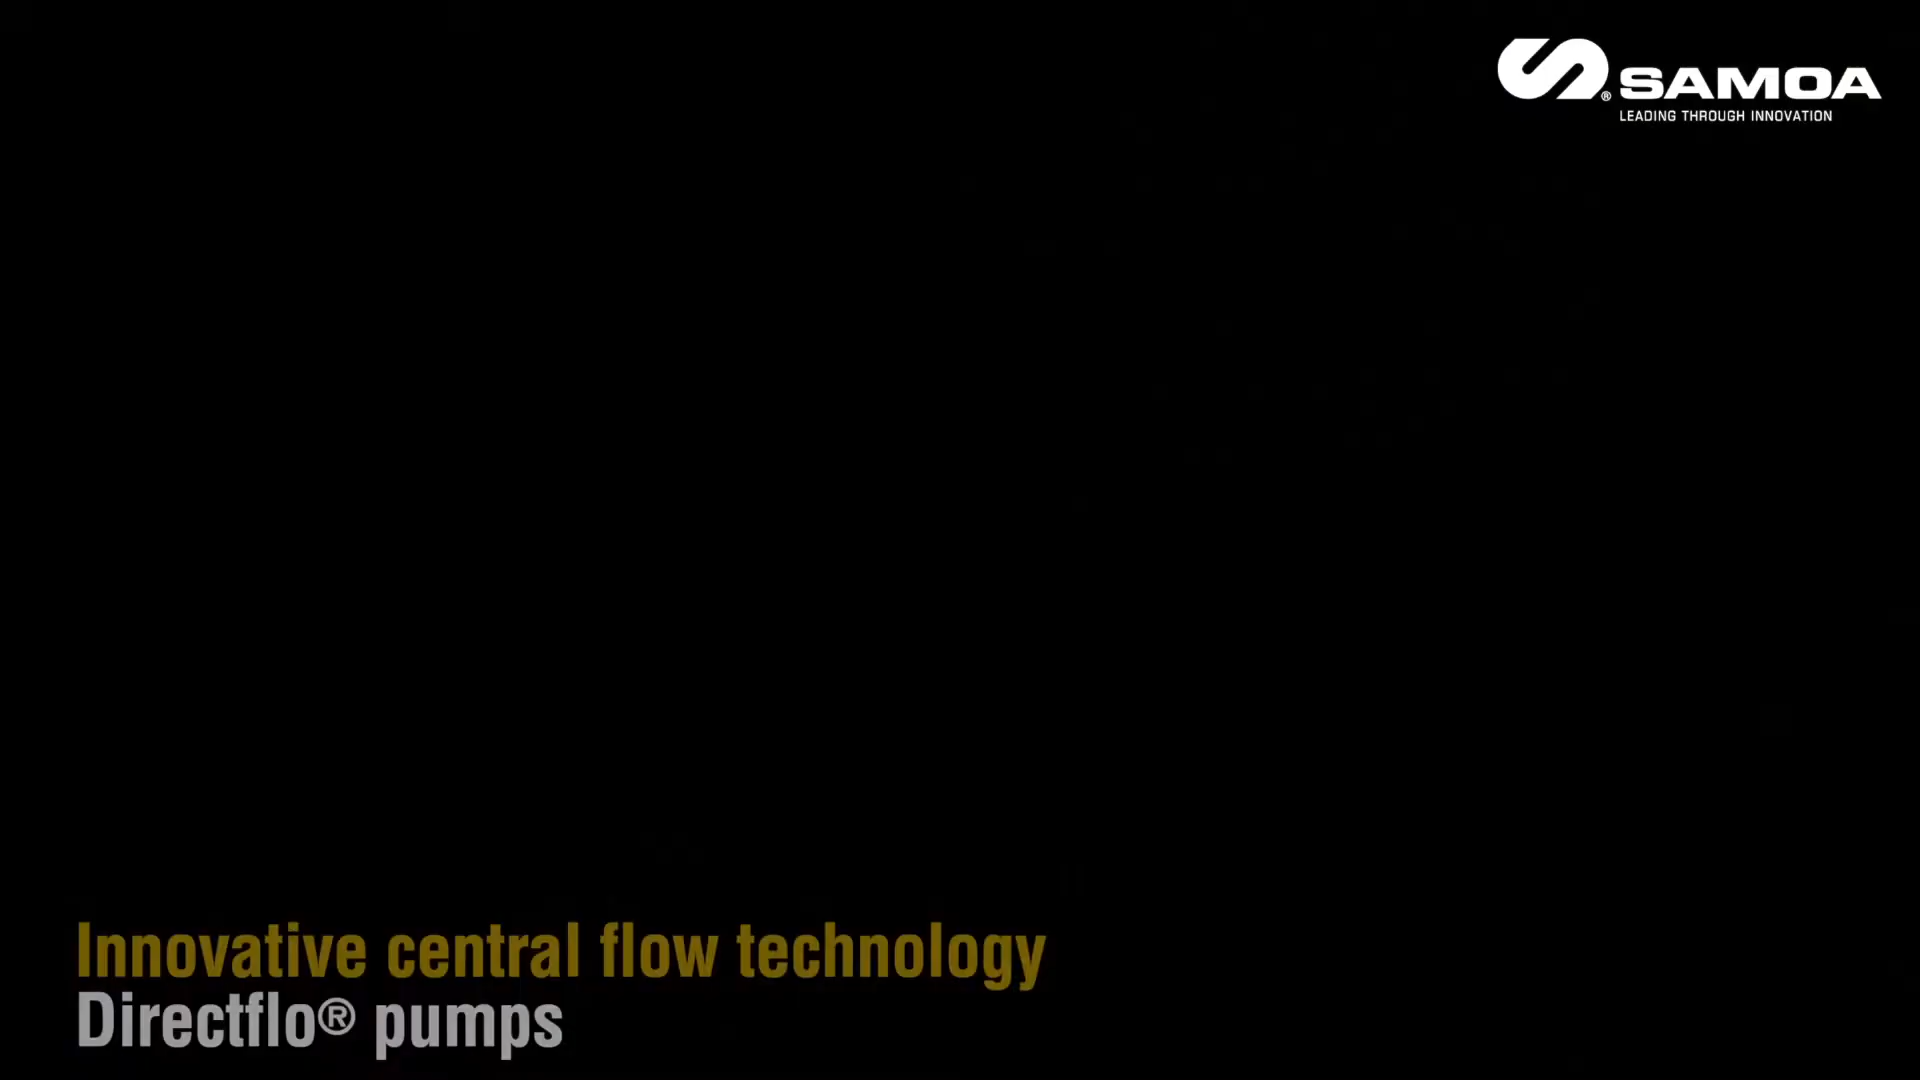 ® SAMOA
LEADING THROUGH INNOVATION
Innovative central flow technology
Directflo® pumps